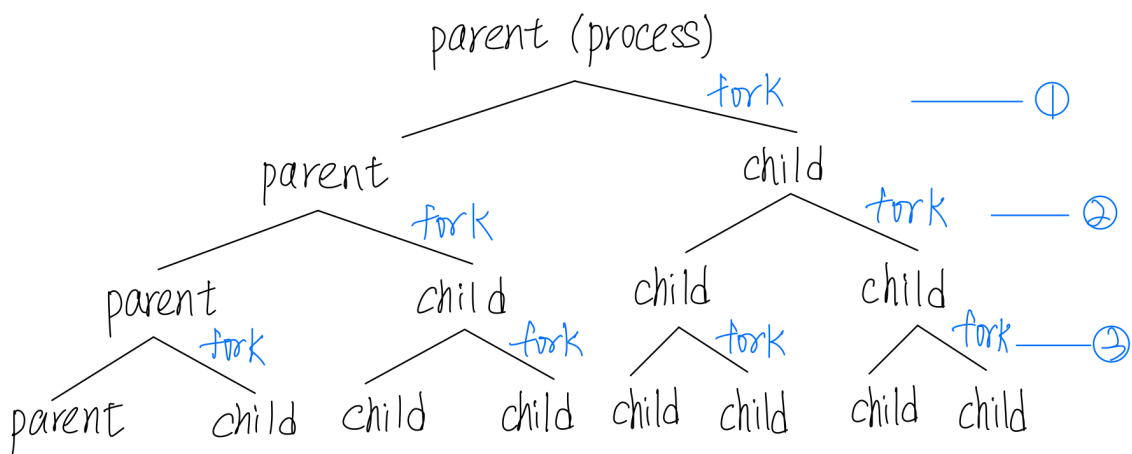 parent (process)
fork ①
parent child
fork fork ②
parent child child child
fork fork fork fork ③
parent child child child child child child child